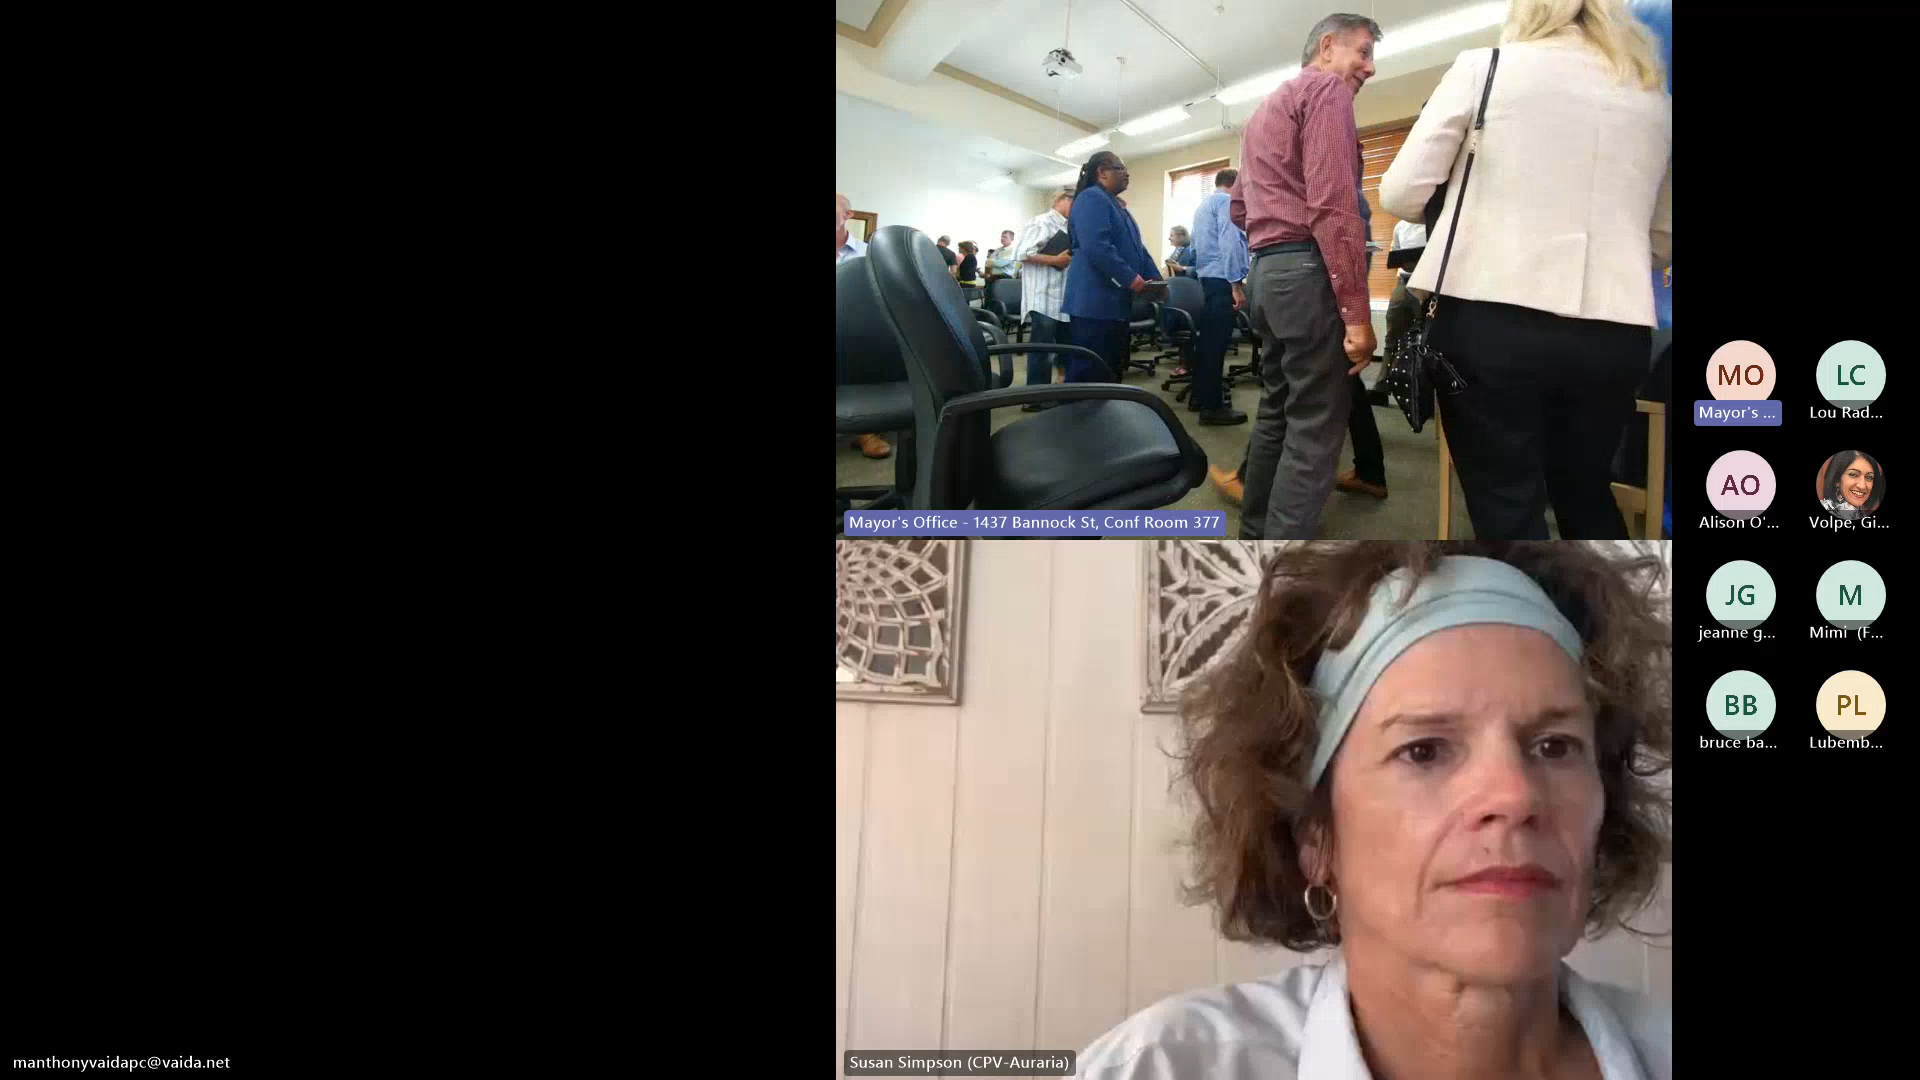 Mayor's Office - 1437 Bannock St, Conf Room 377
manthonyvaidapc@vaida.net
Susan Simpson (CPV-Auraria)
MO
LC
Mayor's ...
Lou Rad...
AO
Alison O'...
Volpe, Gi...
JG
M
jeanne g...
Mimi (F...
BB
PL
bruce ba...
Lubemb...